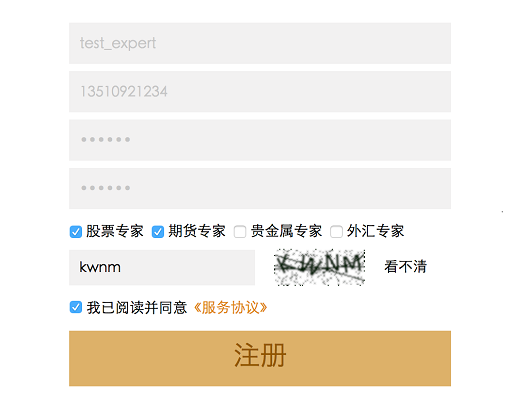 test_expert
13510921234
••••••
••••••
股票专家 期货专家 贵金属专家 外汇专家
kwnm KWNM 看不清
我已阅读并同意《服务协议》
注册